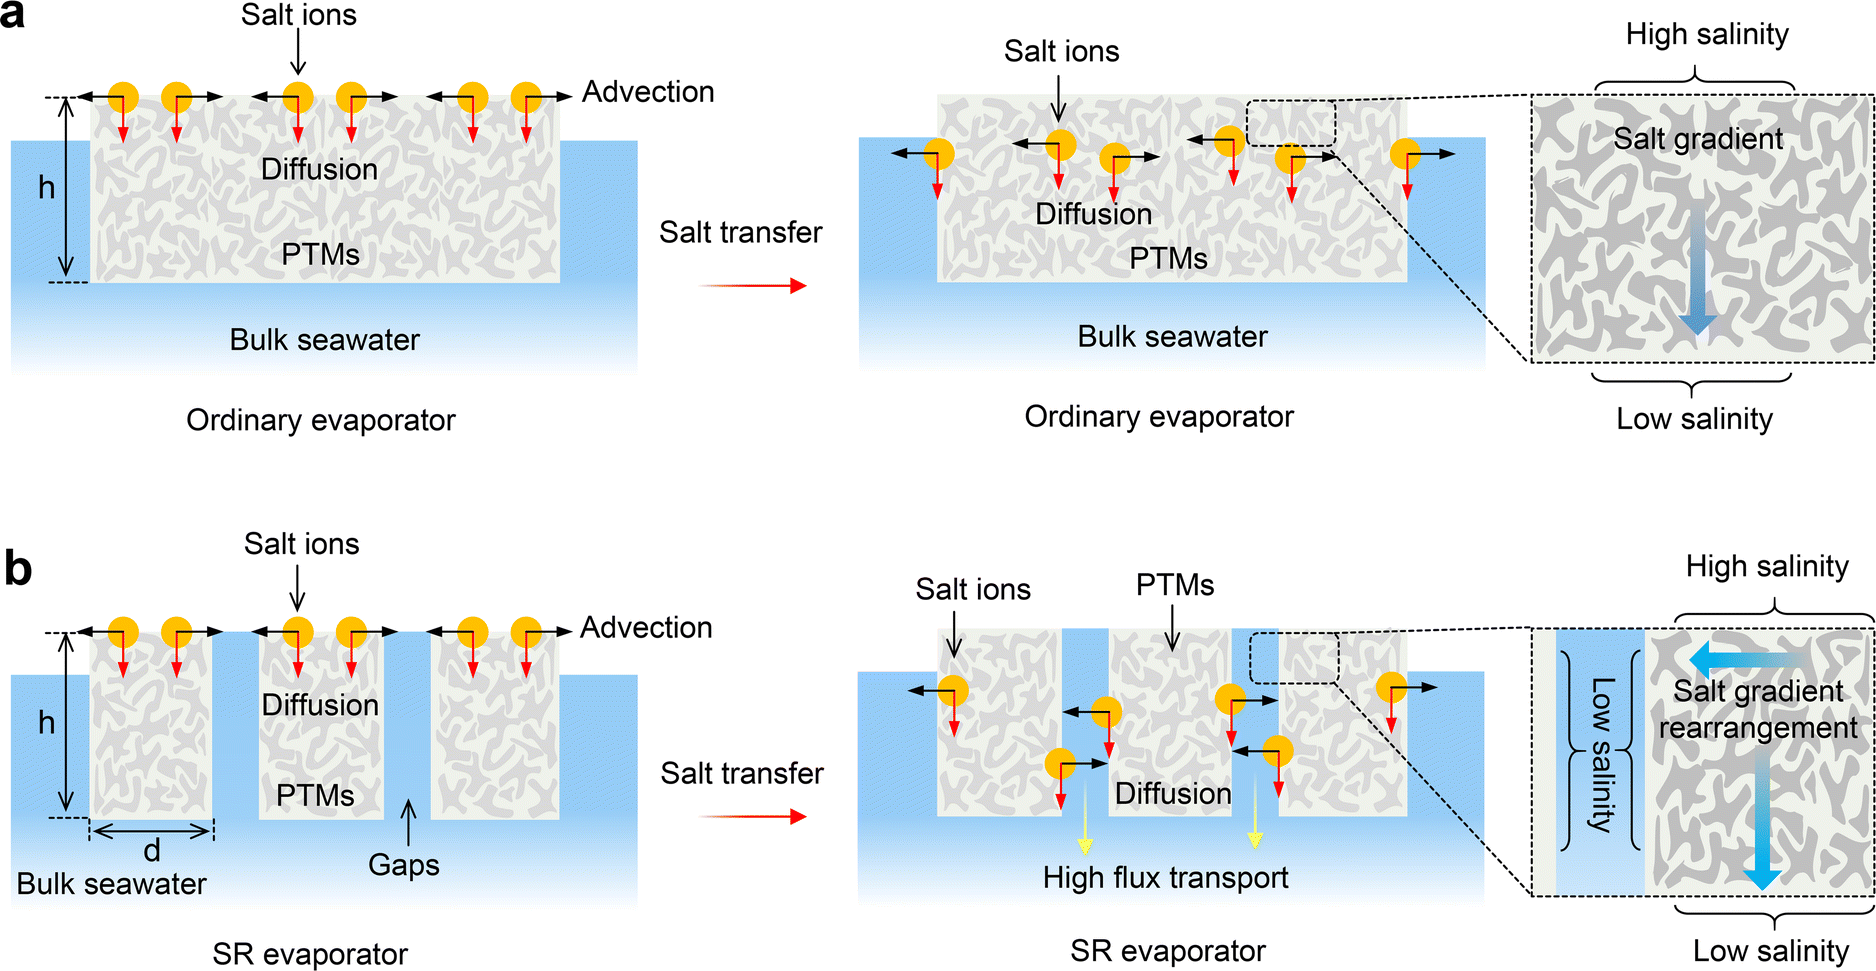 a
Salt ions
Advection
Diffusion
h
PTMs
Bulk seawater
Ordinary evaporator
Salt transfer
Salt ions
Diffusion
PTMs
Bulk seawater
Ordinary evaporator
High salinity
Salt gradient
Low salinity
b
Salt ions
Advection
Diffusion
h
PTMs
d
Gaps
Bulk seawater
SR evaporator
Salt transfer
Salt ions
PTMs
Diffusion
High flux transport
SR evaporator
High salinity
Low salinity
Salt gradient
rearrangement
Low salinity